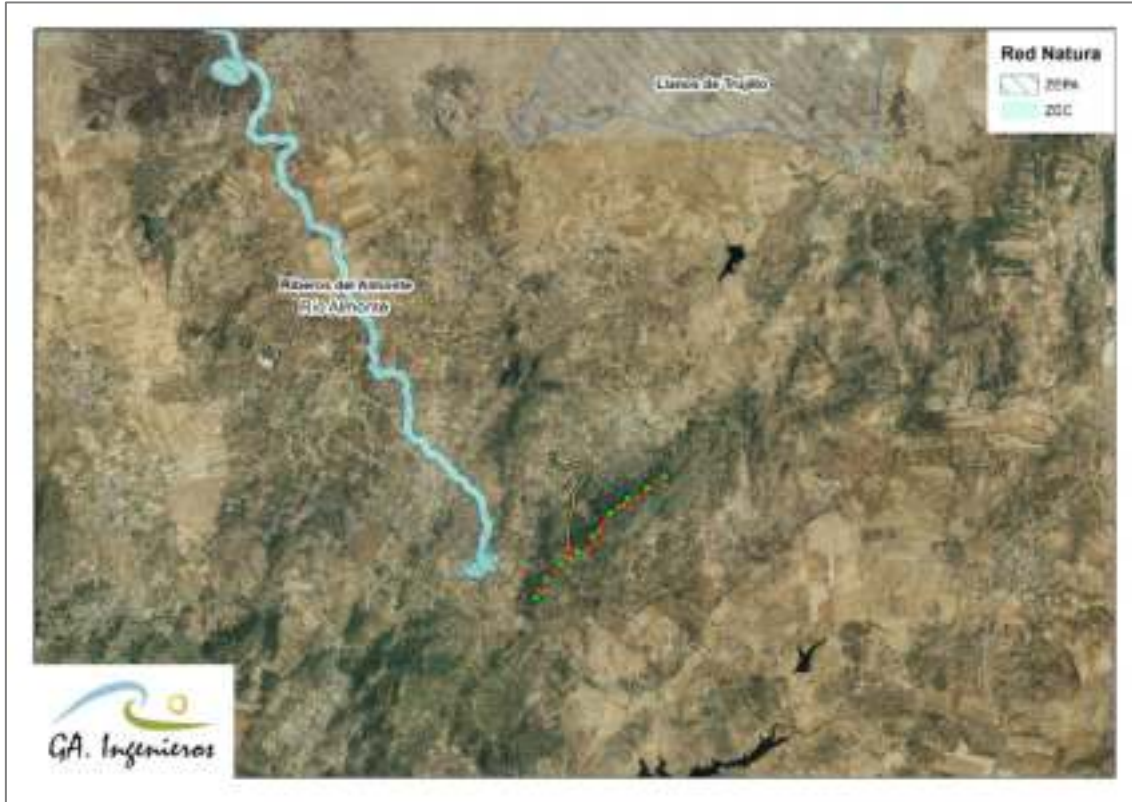 Red Natura
ZEPA
ZEC
Llanos de Trujillo
Riberos del Almonte
Río Almonte
GA. Ingenieros